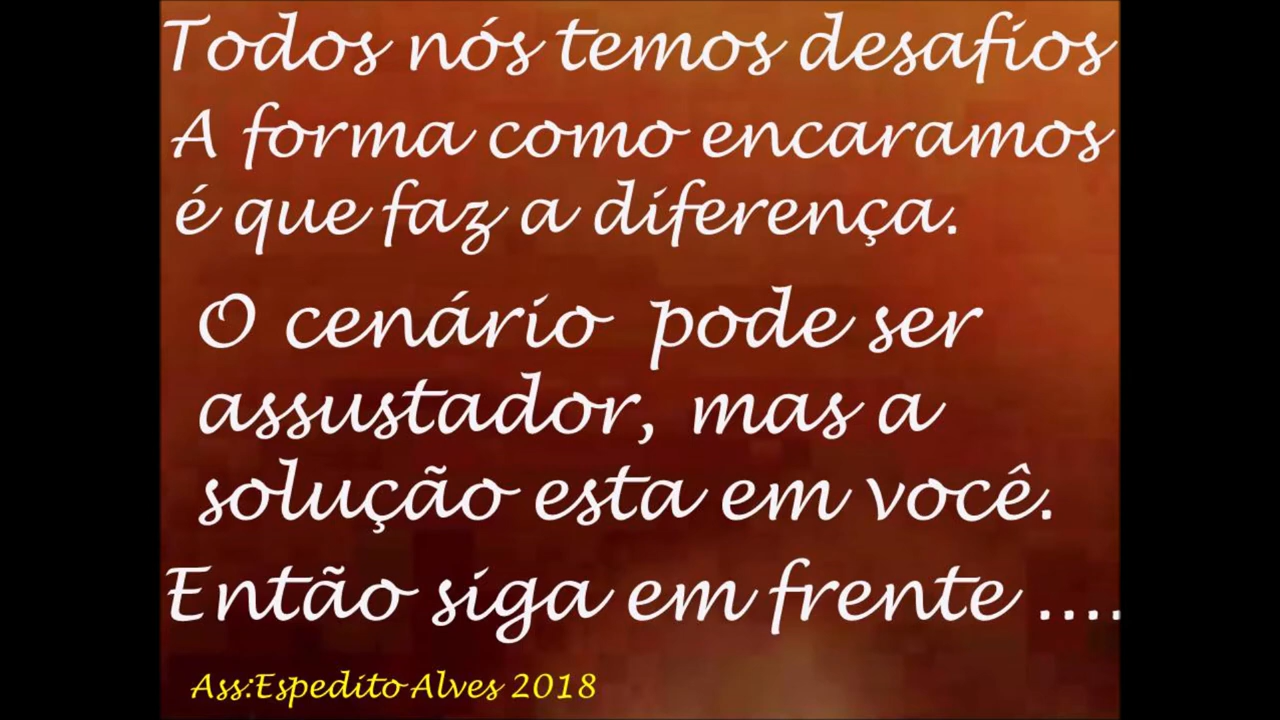 Todos nós temos desafios
A forma como encaramos
é que faz a diferença.
O cenário pode ser
assustador, mas a
solução esta em você.
Então siga em frente ....
Ass:Espedito Alves 2018